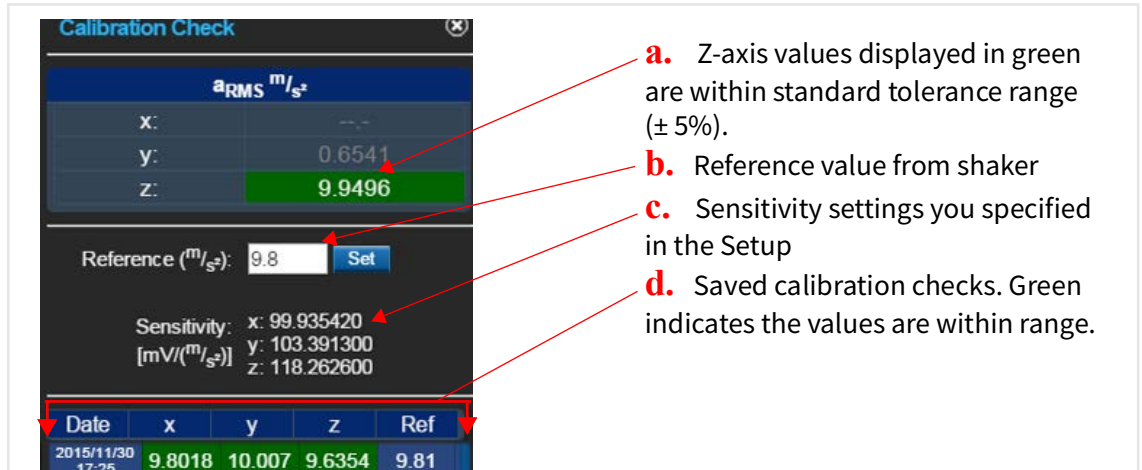 Calibration Check
aRMS m/s²
x: --.-
y: 0.6541
z: 9.9496
Reference (m/s²): 9.8 Set
Sensitivity: x: 99.935420
[mV/(m/s²)] y: 103.391300
z: 118.262600
Date x y z Ref
2015/11/30
17:25 9.8018 10.007 9.6354 9.81
a. Z-axis values displayed in green
are within standard tolerance range
(± 5%).
b. Reference value from shaker
c. Sensitivity settings you specified
in the Setup
d. Saved calibration checks. Green
indicates the values are within range.